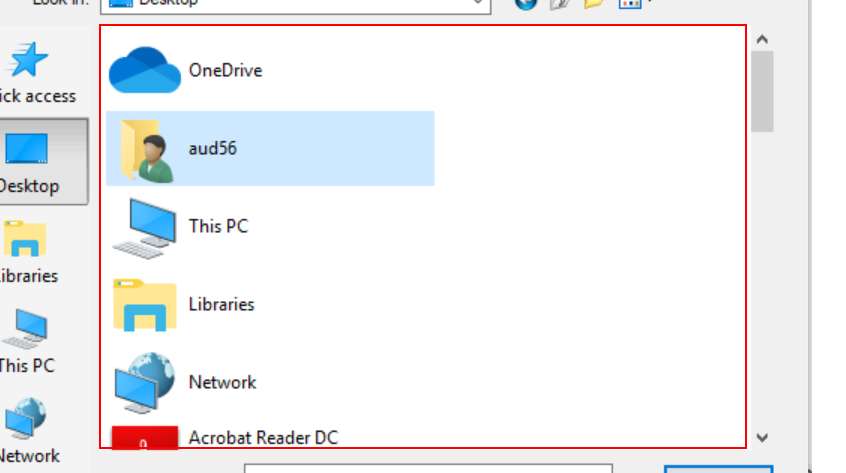 Look in:
Desktop
OneDrive
ick access
aud56
Desktop
This PC
ibraries
Libraries
This PC
Network
Acrobat Reader DC
Network